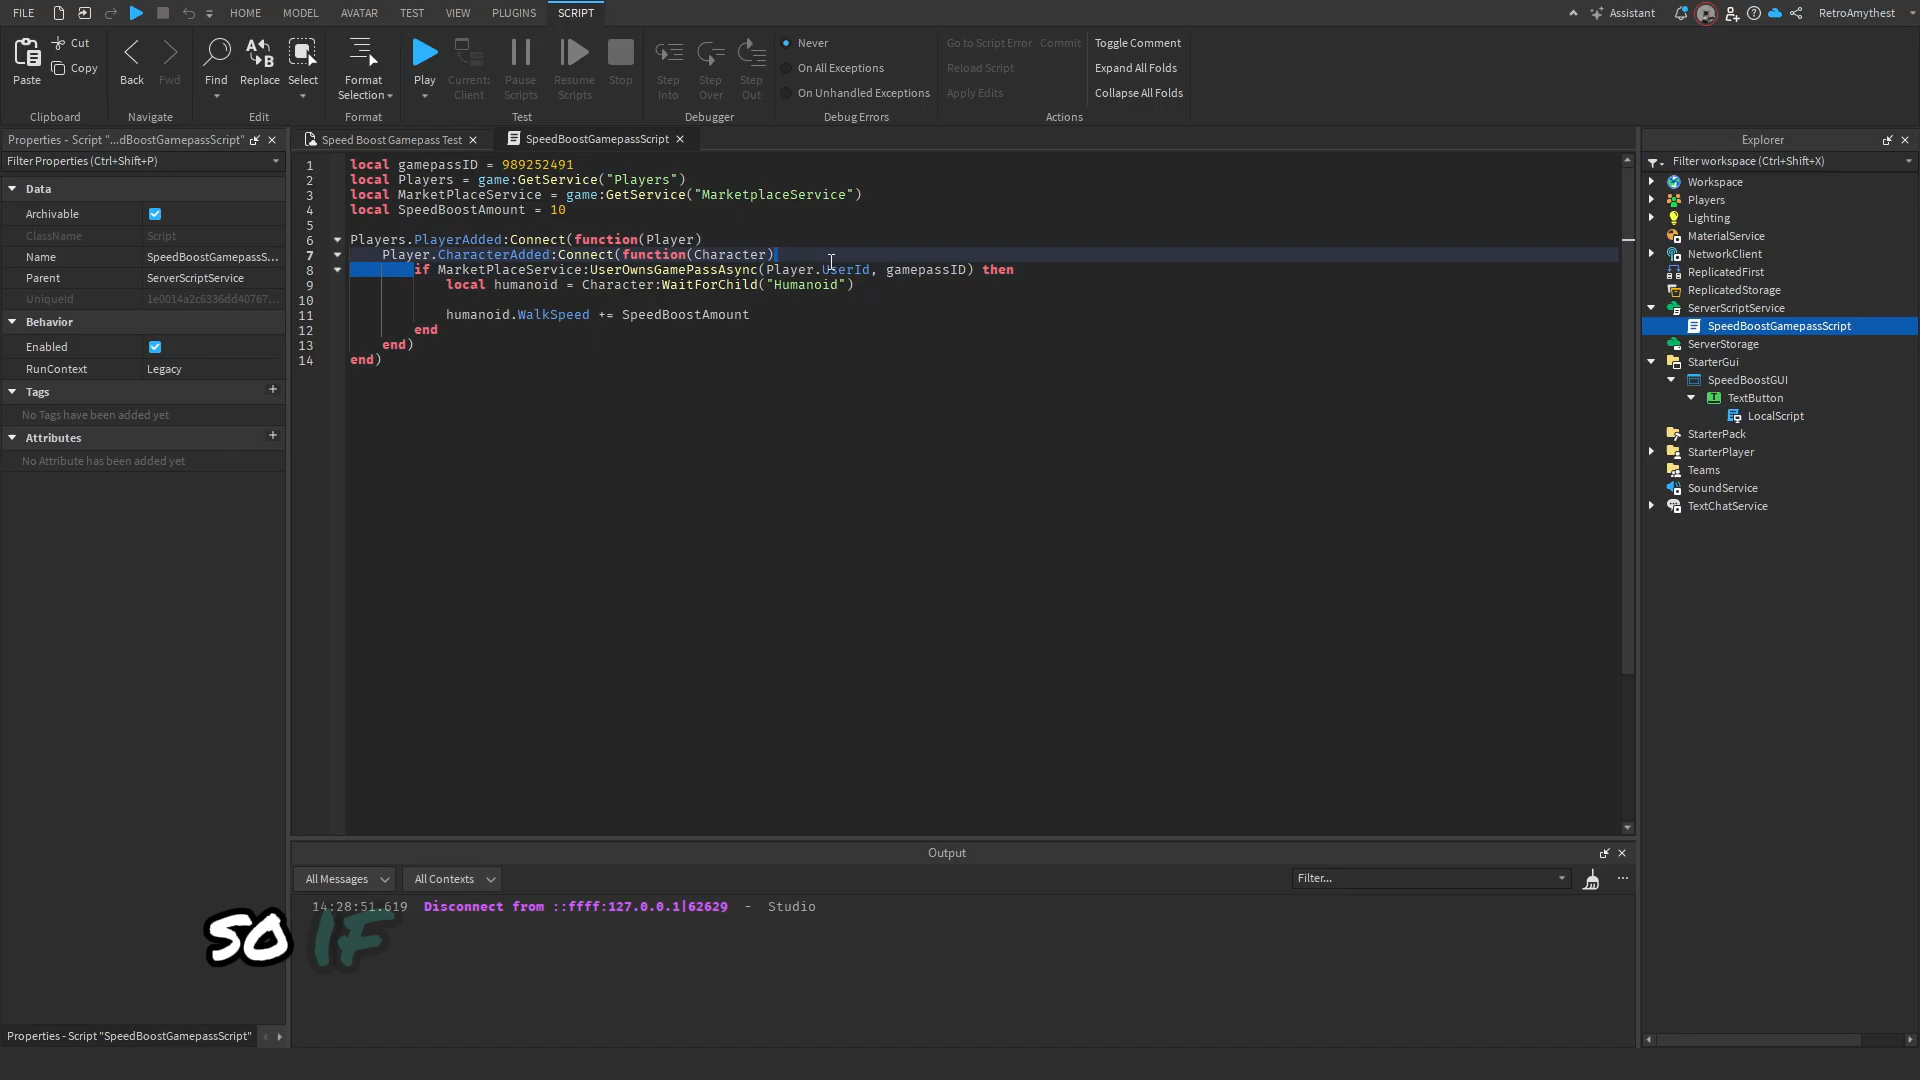 FILE HOME MODEL AVATAR TEST VIEW PLUGINS SCRIPT Assistant RetroAmythest
Paste Cut Copy Back Fwd Find Replace Select Format Selection Play Current: Client Pause Scripts Resume Scripts Stop Step Into Step Over Step Out
Never
On All Exceptions
On Unhandled Exceptions
Go to Script Error Commit
Reload Script
Apply Edits
Toggle Comment
Expand All Folds
Collapse All Folds
Clipboard Navigate Edit Format Test Debugger Debug Errors Actions
Properties - Script "...dBoostGamepassScript"
Filter Properties (Ctrl+Shift+P)
Data
Archivable
ClassName Script
Name SpeedBoostGamepassS...
Parent ServerScriptService
UniqueId 1e0014a2c6336dd40767...
Behavior
Enabled
RunContext Legacy
Tags
No Tags have been added yet
Attributes
No Attribute has been added yet
Properties - Script "SpeedBoostGamepassScript"
Speed Boost Gamepass Test SpeedBoostGamepassScript
1 local gamepassID = 989252491
2 local Players = game:GetService("Players")
3 local MarketPlaceService = game:GetService("MarketplaceService")
4 local SpeedBoostAmount = 10
5
6 Players.PlayerAdded:Connect(function(Player)
7 Player.CharacterAdded:Connect(function(Character)
8 if MarketPlaceService:UserOwnsGamePassAsync(Player.UserId, gamepassID) then
9 local humanoid = Character:WaitForChild("Humanoid")
10
11 humanoid.WalkSpeed += SpeedBoostAmount
12 end
13 end)
14 end)
Output
All Messages All Contexts Filter...
14:28:51.619 Disconnect from ::ffff:127.0.0.1|62629 - Studio
SO IF
Explorer
Filter workspace (Ctrl+Shift+X)
Workspace
Players
Lighting
MaterialService
NetworkClient
ReplicatedFirst
ReplicatedStorage
ServerScriptService
SpeedBoostGamepassScript
ServerStorage
StarterGui
SpeedBoostGUI
TextButton
LocalScript
StarterPack
StarterPlayer
Teams
SoundService
TextChatService